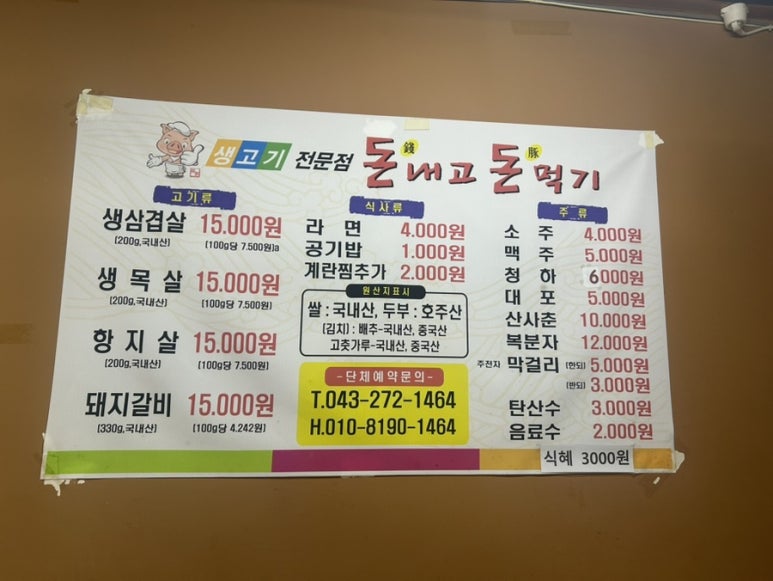 생고기 전문점 돈錢내고 돈豚먹기
고기류
생삼겹살 15.000원
(200g,국내산) (100g당 7.500원)a
생 목 살 15.000원
(200g,국내산) (100g당 7.500원)
항 지 살 15.000원
(200g,국내산) (100g당 7.500원)
돼지갈비 15.000원
(330g,국내산) (100g당 4.242원)
식사류
라 면 4.000원
공기밥 1.000원
계란찜추가 2.000원
원산지표시
쌀 : 국내산, 두부 : 호주산
(김치) : 배추-국내산, 중국산
고춧가루-국내산, 중국산
- 단체예약문의 -
T.043-272-1464
H.010-8190-1464
주 류
소 주 4.000원
맥 주 5.000원
청 하 6000원
대 포 5.000원
산사춘 10.000원
복분자 12.000원
주전자 막걸리 (한되) 5.000원
(반되) 3.000원
탄산수 3.000원
음료수 2.000원
식혜 3000원